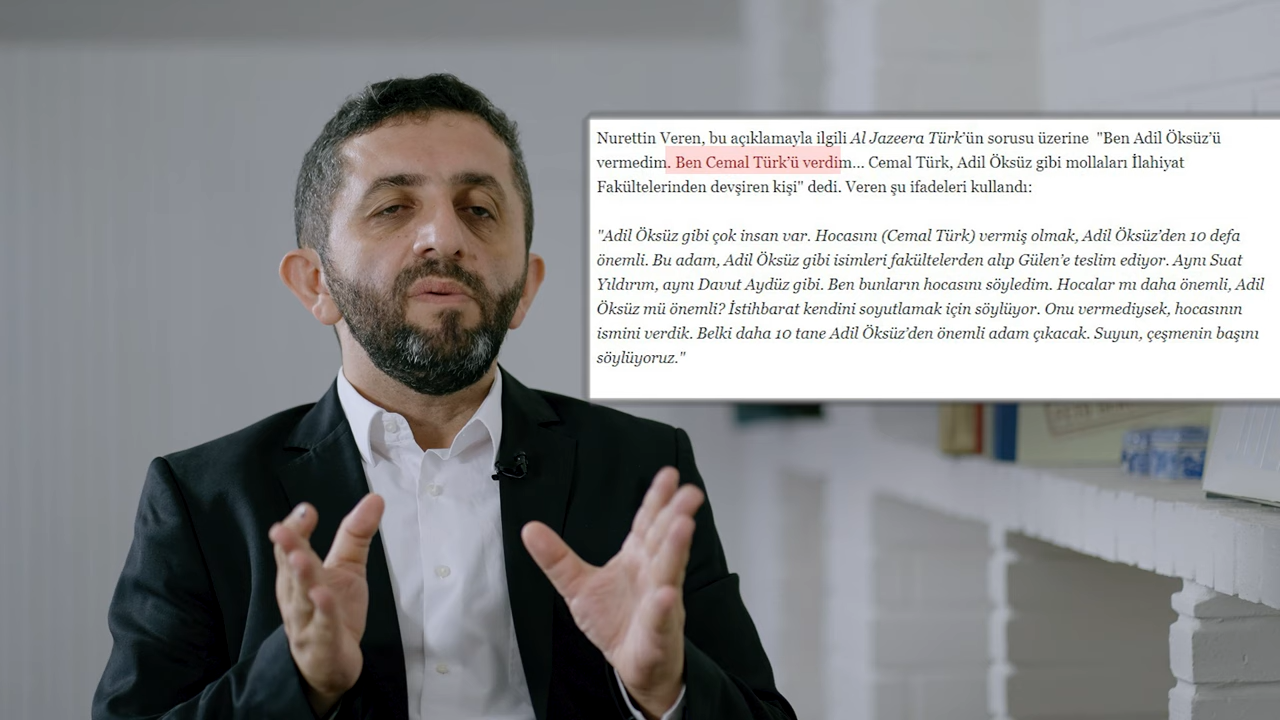 Nurettin Veren, bu açıklamayla ilgili Al Jazeera Türk'ün sorusu üzerine "Ben Adil Öksüz'ü
vermedim. Ben Cemal Türk'ü verdim... Cemal Türk, Adil Öksüz gibi mollaları İlahiyat
Fakültelerinden devşiren kişi" dedi. Veren şu ifadeleri kullandı:
"Adil Öksüz gibi çok insan var. Hocasını (Cemal Türk) vermiş olmak, Adil Öksüz'den 10 defa
önemli. Bu adam, Adil Öksüz gibi isimleri fakültelerden alıp Gülen'e teslim ediyor. Aynı Suat
Yıldırım, aynı Davut Aydüz gibi. Ben bunların hocasını söyledim. Hocalar mı daha önemli, Adil
Öksüz mü önemli? İstihbarat kendini soyutlamak için söylüyor. Onu vermediysek, hocasının
ismini verdik. Belki daha 10 tane Adil Öksüz'den önemli adam çıkacak. Suyun, çeşmenin başını
söylüyoruz."